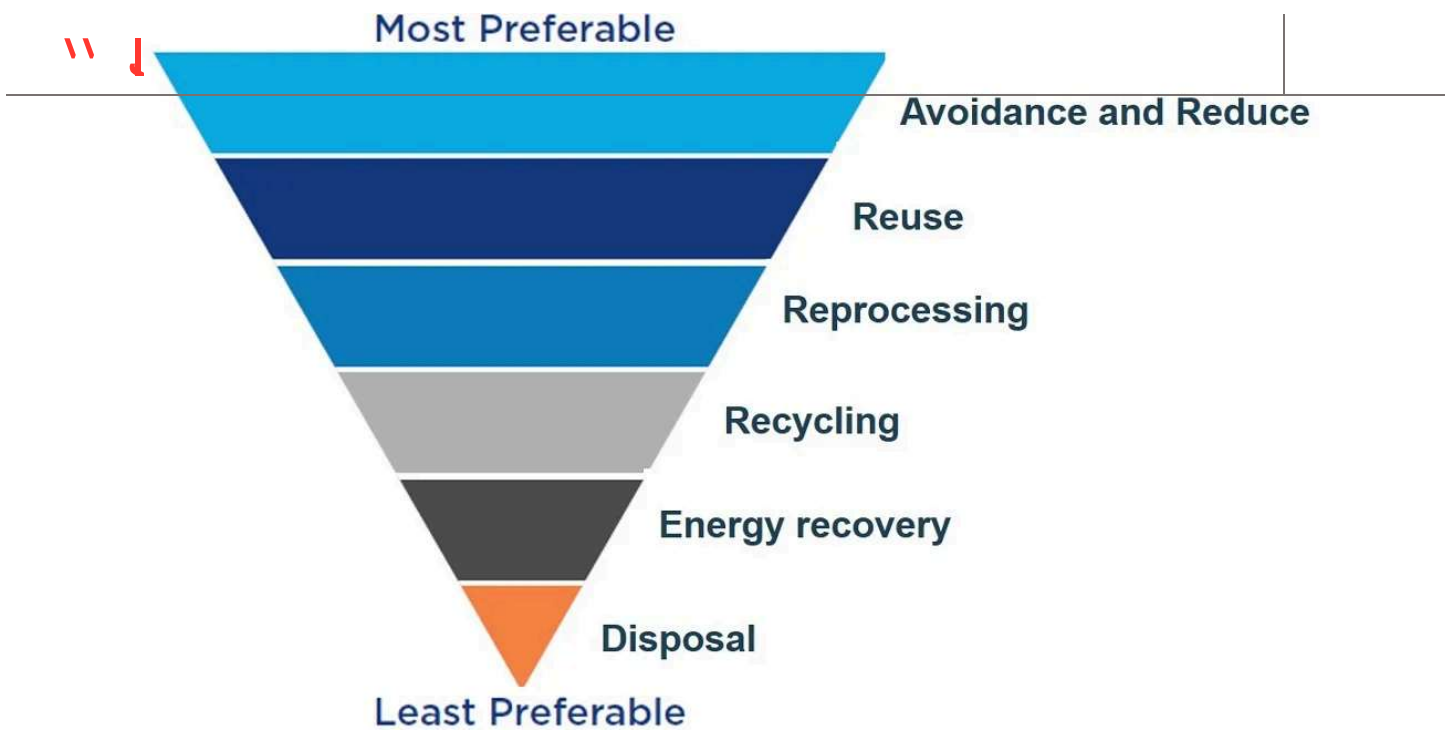 Most Preferable
Avoidance and Reduce
Reuse
Reprocessing
Recycling
Energy recovery
Disposal
Least Preferable